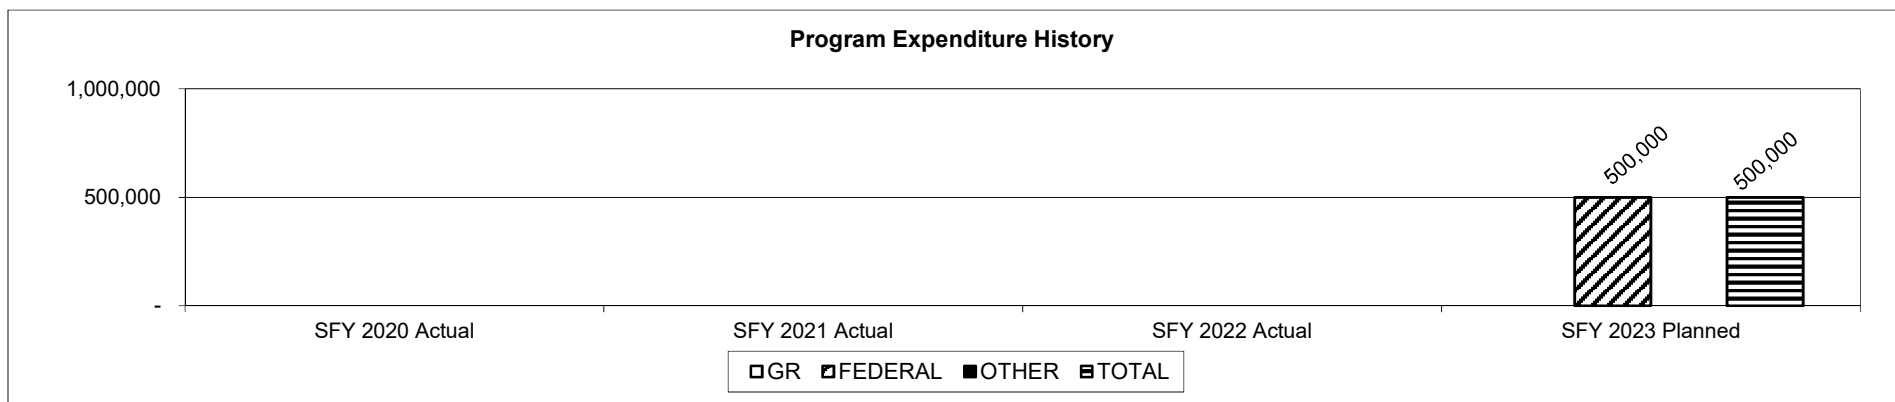 Program Expenditure History
1,000,000
500,000
-
500,000
500,000
SFY 2020 Actual SFY 2021 Actual SFY 2022 Actual SFY 2023 Planned
GR FEDERAL OTHER TOTAL